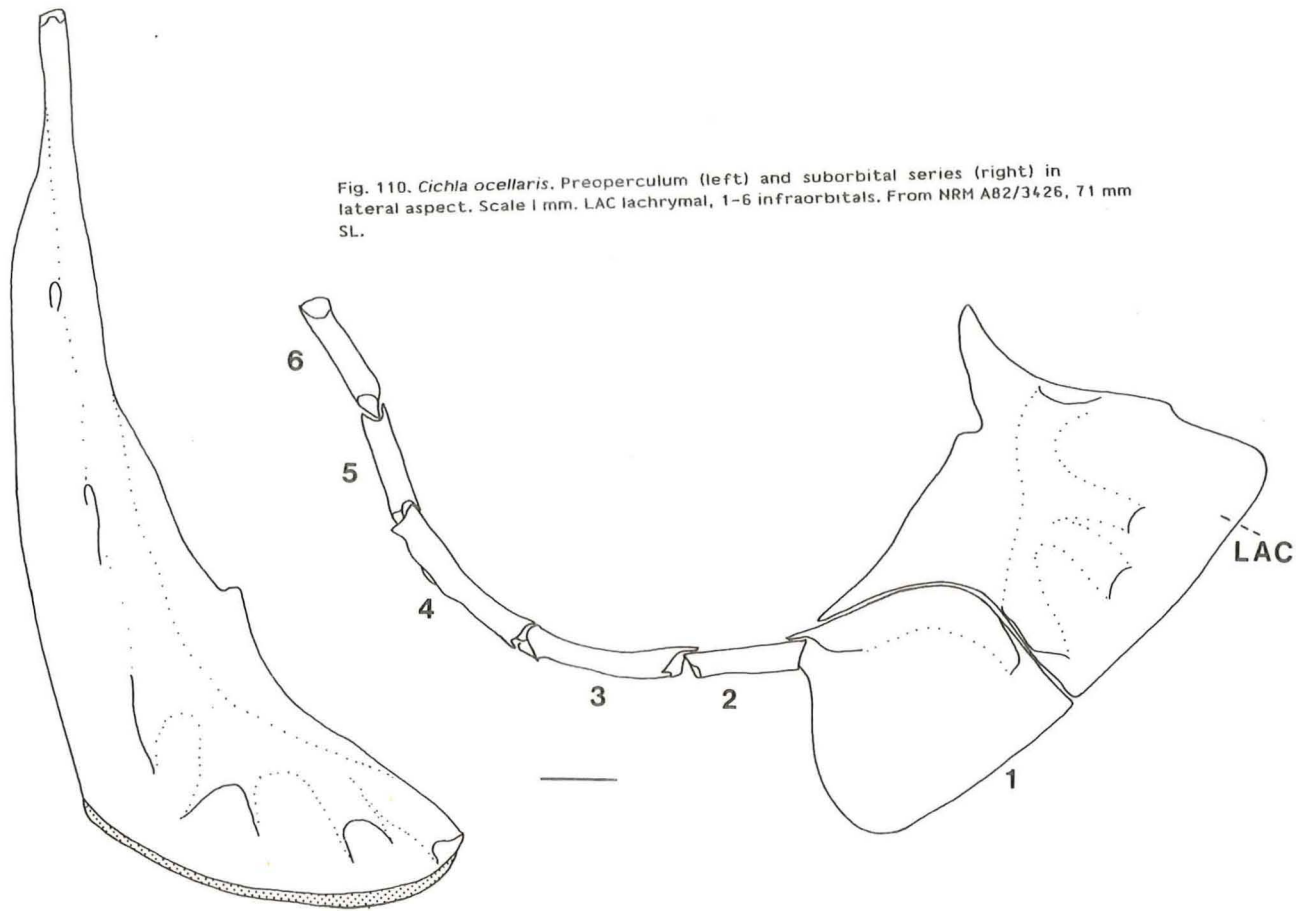 Fig. 110. Cichla ocellaris. Preoperculum (left) and suborbital series (right) in
lateral aspect. Scale 1 mm. LAC lachrymal, 1-6 infraorbitals. From NRM A82/3426, 71 mm
SL.
6
5
LAC
4
3
2
1